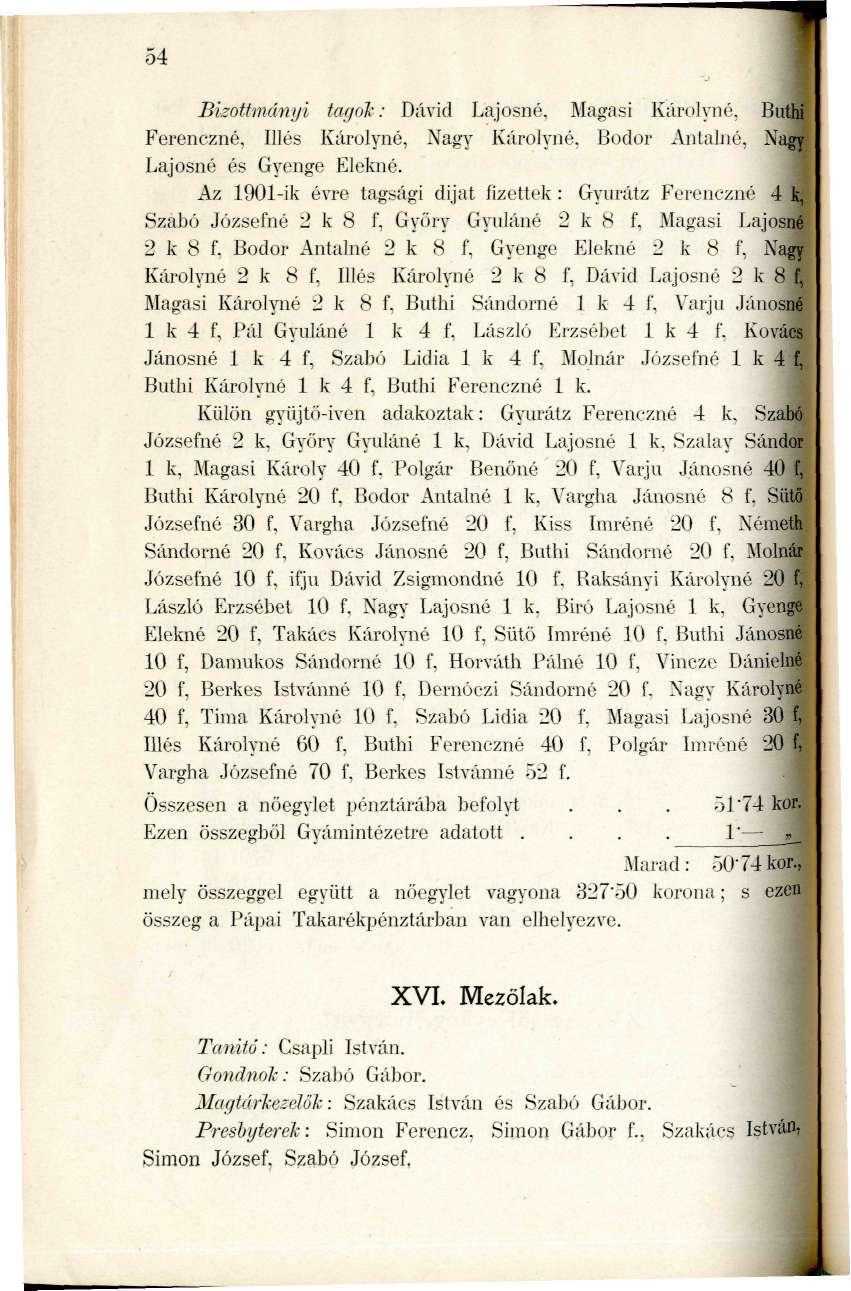 54
Bizottmányi tagok: Dávid Lajosné, Magasi Károlyné, Buthi
Ferenczné, Illés Károlyné, Nagy Károlyné, Bodor Antalné, Nagy
Lajosné és Gyenge Elekné.
Az 1901-ik évre tagsági dijat fizettek: Gyurátz Ferenczné 4 k,
Szabó Józsefné 2 k 8 f, Győry Gyuláné 2 k 8 f, Magasi Lajosné
2 k 8 f, Bodor Antalné 2 k 8 f, Gyenge Elekné 2 k 8 f, Nagy
Károlyné 2 k 8 f, Illés Károlyné 2 k 8 f, Dávid Lajosné 2 k 8 f,
Magasi Károlyné 2 k 8 f, Buthi Sándorné 1 k 4 f, Varju Jánosné
1 k 4 f, Pál Gyuláné 1 k 4 f, László Erzsébet 1 k 4 f, Kovács
Jánosné 1 k 4 f, Szabó Lidia 1 k 4 f, Molnár Józsefné 1 k 4 f,
Buthi Károlyné 1 k 4 f, Buthi Ferenczné 1 k.
Külön gyüjtő-iven adakoztak: Gyurátz Ferenczné 4 k, Szabó
Józsefné 2 k, Győry Gyuláné 1 k, Dávid Lajosné 1 k, Szalay Sándor
1 k, Magasi Károly 40 f, Polgár Benőné 20 f, Varju Jánosné 40 f,
Buthi Károlyné 20 f, Bodor Antalné 1 k, Vargha Jánosné 8 f, Sütő
Józsefné 30 f, Vargha Józsefné 20 f, Kiss Imréné 20 f, Németh
Sándorné 20 f, Kovács Jánosné 20 f, Buthi Sándorné 20 f, Molnár
Józsefné 10 f, ifju Dávid Zsigmondné 10 f, Raksányi Károlyné 20 f,
László Erzsébet 10 f, Nagy Lajosné 1 k, Biró Lajosné 1 k, Gyenge
Elekné 20 f, Takács Károlyné 10 f, Sütő Imréné 10 f, Buthi Jánosné
10 f, Damukos Sándorné 10 f, Horváth Pálné 10 f, Vincze Dánielné
20 f, Berkes Istvánné 10 f, Dernóczi Sándorné 20 f, Nagy Károlyné
40 f, Tima Károlyné 10 f, Szabó Lidia 20 f, Magasi Lajosné 30 f,
Illés Károlyné 60 f, Buthi Ferenczné 40 f, Polgár Imréné 20 f,
Vargha Józsefné 70 f, Berkes Istvánné 52 f.
Összesen a nőegylet pénztárába befolyt . . . 51·74 kor.
Ezen összegből Gyámintézetre adatott . . . . 1·— „
Marad: 50·74 kor.,
mely összeggel együtt a nőegylet vagyona 327·50 korona; s ezen
összeg a Pápai Takarékpénztárban van elhelyezve.
XVI. Mezőlak.
Tanitó: Csapli István.
Gondnok: Szabó Gábor.
Magtárkezelők: Szakács István és Szabó Gábor.
Presbyterek: Simon Ferencz, Simon Gábor f., Szakács István,
Simon József, Szabó József,